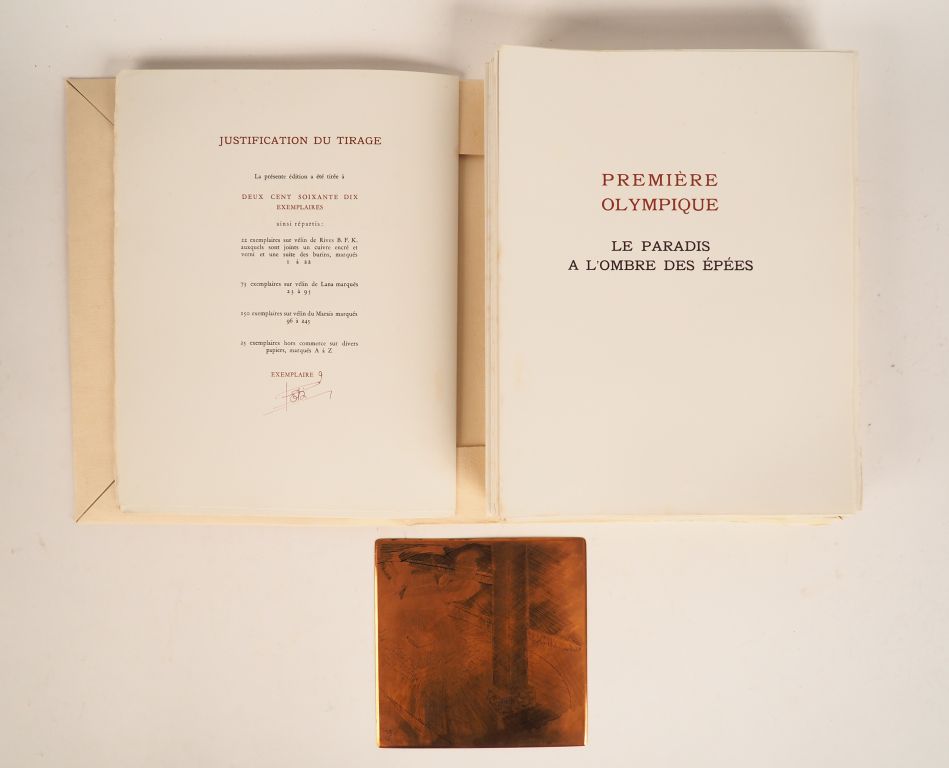 JUSTIFICATION DU TIRAGE
La présente édition a été tirée à
DEUX CENT SOIXANTE DIX
EXEMPLAIRES
ainsi répartis :
22 exemplaires sur vélin de Rives B. F. K.
auxquels sont joints un cuivre encré et
verni et une suite des burins, marqués
1 à 22
73 exemplaires sur vélin de Lana marqués
23 à 95
150 exemplaires sur vélin du Marais marqués
96 à 245
25 exemplaires hors commerce sur divers
papiers, marqués A à Z
EXEMPLAIRE 9
PREMIÈRE
OLYMPIQUE
LE PARADIS
A L'OMBRE DES ÉPÉES